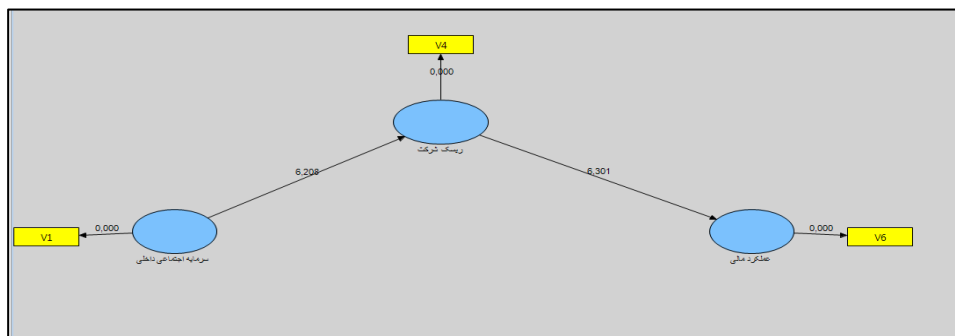 V4
0,000
ریسک شرکت
6,208
6,301
V1
0,000
سرمایه اجتماعی داخلی
عملکرد مالی
0,000
V6